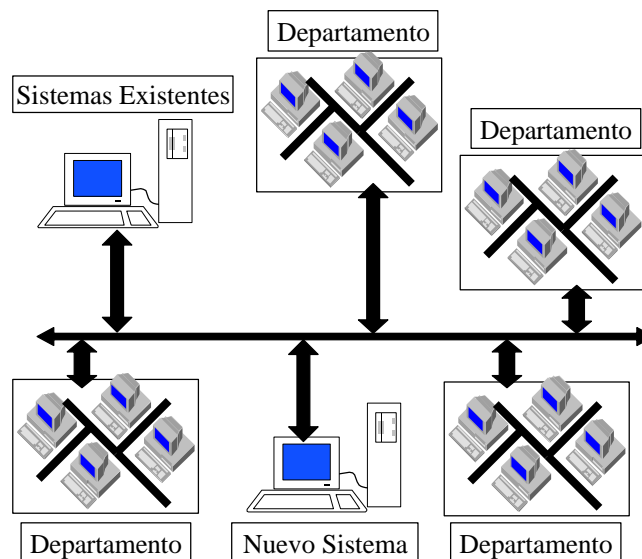 Departamento
Sistemas Existentes
Departamento
Departamento
Nuevo Sistema
Departamento